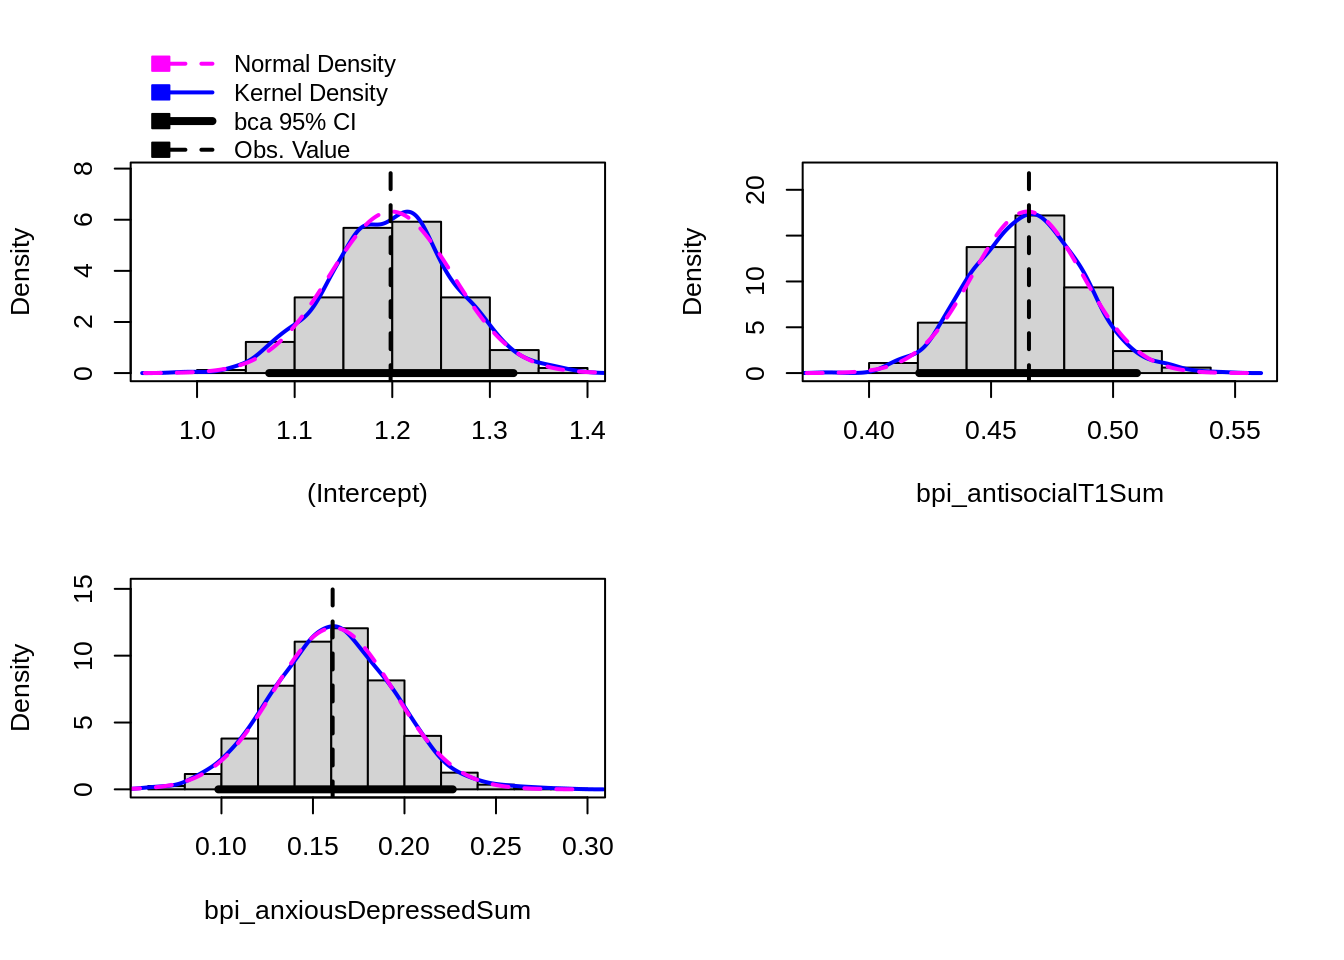 Normal Density
Kernel Density
bca 95% CI
Obs. Value
Density
0 2 4 6 8
1.0 1.1 1.2 1.3 1.4
(Intercept)
Density
0 5 10 20
0.40 0.45 0.50 0.55
bpi_antisocialT1Sum
Density
0 5 10 15
0.10 0.15 0.20 0.25 0.30
bpi_anxiousDepressedSum